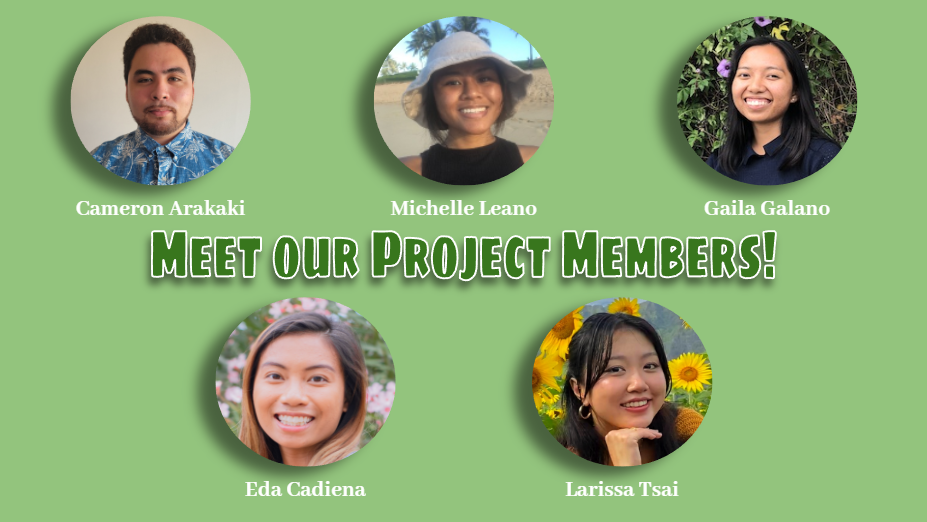 Cameron Arakaki
Michelle Leano
Gaila Galano
Meet our Project Members!
Eda Cadiena
Larissa Tsai